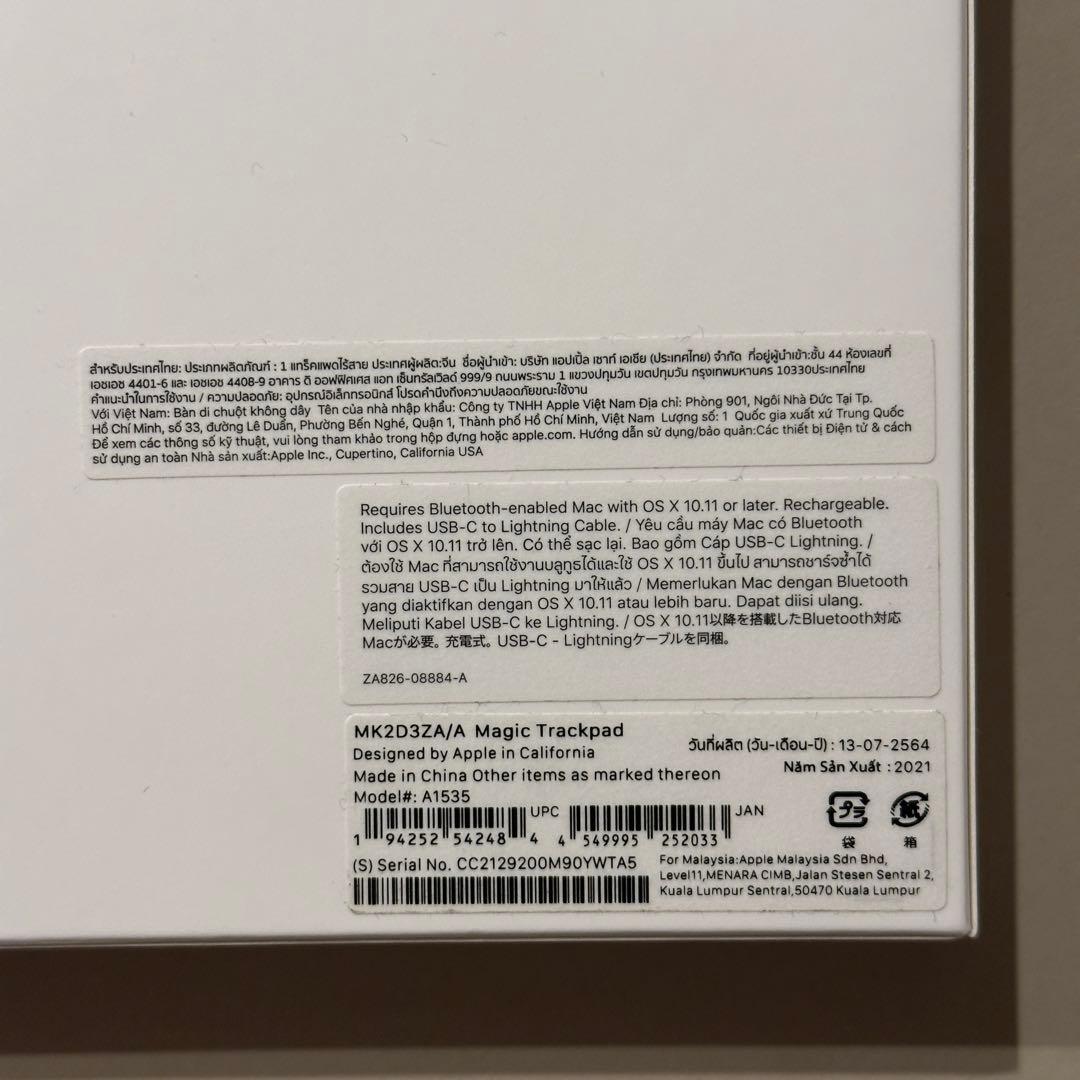 สำหรับประเทศไทย: ประเภทผลิตภัณฑ์ : 1 แทร็คแพดไร้สาย ประเทศผู้ผลิต:จีน ชื่อผู้นำเข้า: บริษัท แอปเปิ้ล เซาท์ เอเชีย (ประเทศไทย) จำกัด ที่อยู่ผู้นำเข้า:ชั้น 44 ห้องเลขที่
เอชเอช 4401-6 และ เอชเอช 4408-9 อาคาร ดิ ออฟฟิศเศส แอท เซ็นทรัลเวิลด์ 999/9 ถนนพระราม 1 แขวงปทุมวัน เขตปทุมวัน กรุงเทพมหานคร 10330ประเทศไทย
คำแนะนำในการใช้งาน / ความปลอดภัย: อุปกรณ์อิเล็กทรอนิกส์ โปรดคำนึงถึงความปลอดภัยขณะใช้งาน
Với Việt Nam: Bàn di chuột không dây Tên của nhà nhập khẩu: Công ty TNHH Apple Việt Nam Địa chỉ: Phòng 901, Ngôi Nhà Đức Tại Tp.
Hồ Chí Minh, số 33, đường Lê Duẩn, Phường Bến Nghé, Quận 1, Thành phố Hồ Chí Minh, Việt Nam Lượng số: 1 Quốc gia xuất xứ Trung Quốc
Để xem các thông số kỹ thuật, vui lòng tham khảo trong hộp đựng hoặc apple.com. Hướng dẫn sử dụng/bảo quản:Các thiết bị Điện tử & cách
sử dụng an toàn Nhà sản xuất:Apple Inc., Cupertino, California USA
Requires Bluetooth-enabled Mac with OS X 10.11 or later. Rechargeable.
Includes USB-C to Lightning Cable. / Yêu cầu máy Mac có Bluetooth
với OS X 10.11 trở lên. Có thể sạc lại. Bao gồm Cáp USB-C Lightning. /
ต้องใช้ Mac ที่สามารถใช้งานบลูทูธได้และใช้ OS X 10.11 ขึ้นไป สามารถชาร์จซ้ำได้
รวมสาย USB-C เป็น Lightning มาให้แล้ว / Memerlukan Mac dengan Bluetooth
yang diaktifkan dengan OS X 10.11 atau lebih baru. Dapat diisi ulang.
Meliputi Kabel USB-C ke Lightning. / OS X 10.11以降を搭載したBluetooth対応
Macが必要。充電式。USB-C - Lightningケーブルを同梱。
ZA826-08884-A
MK2D3ZA/A Magic Trackpad
Designed by Apple in California
Made in China Other items as marked thereon
Model#: A1535
วันที่ผลิต (วัน-เดือน-ปี) : 13-07-2564
Năm Sản Xuất : 2021
UPC
1 94252 54248 4
JAN
4 549995 252033
プラ
袋
紙
箱
(S) Serial No. CC2129200M90YWTA5
For Malaysia:Apple Malaysia Sdn Bhd,
Level11,MENARA CIMB,Jalan Stesen Sentral 2,
Kuala Lumpur Sentral,50470 Kuala Lumpur